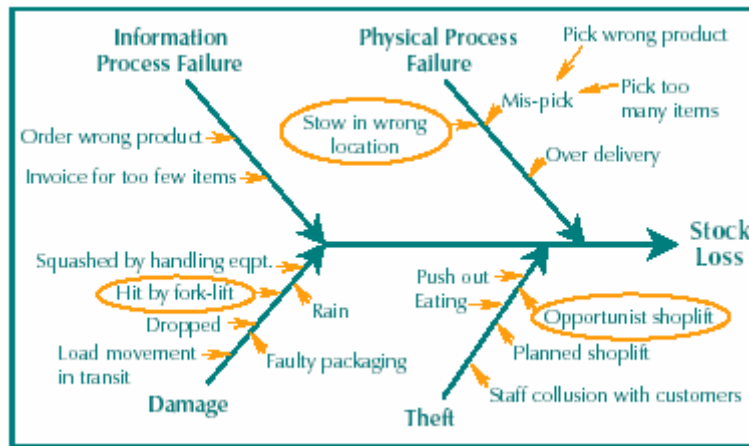 Information
Process Failure
Physical Process
Failure
Pick wrong product
Pick too
many items
Mis-pick
Stow in wrong
location
Order wrong product
Over delivery
Invoice for too few items
Stock
Loss
Squashed by handling eqpt.
Push out
Hit by fork-lift
Rain
Eating
Opportunist shoplift
Dropped
Load movement
in transit
Faulty packaging
Planned shoplift
Staff collusion with customers
Damage
Theft